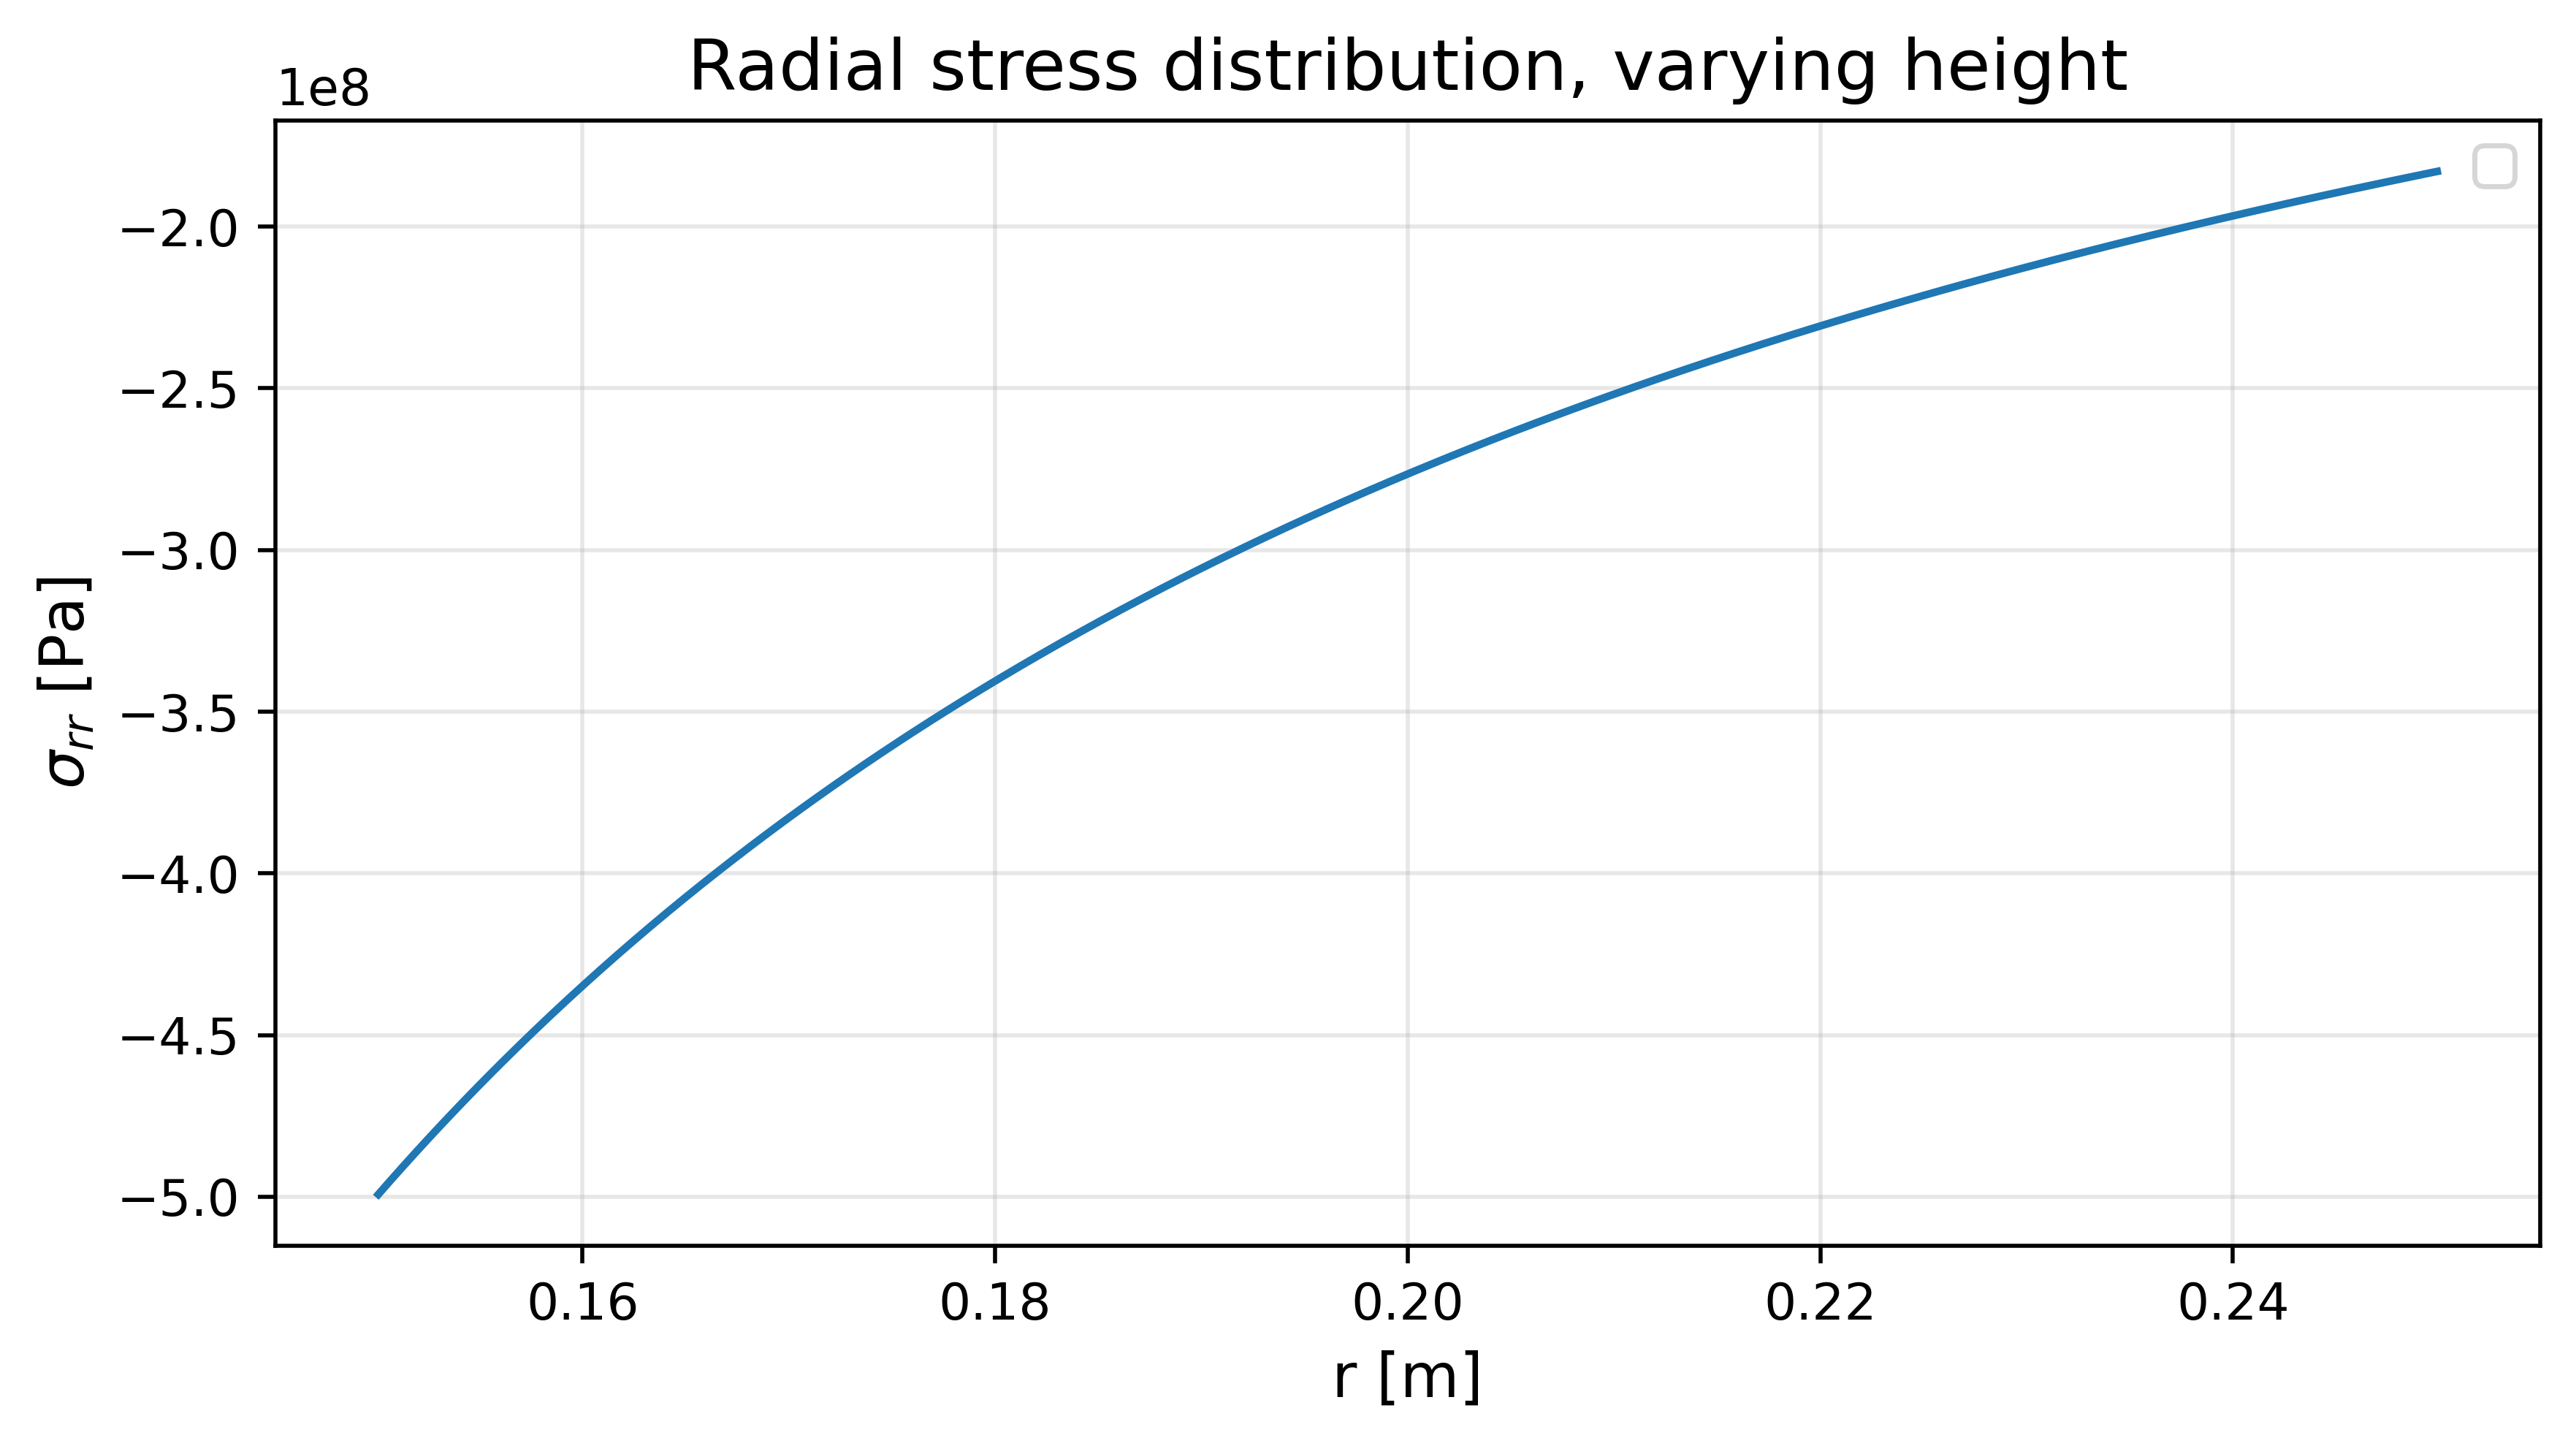 Radial stress distribution, varying height
1e8
−2.0
−2.5
−3.0
−3.5
−4.0
−4.5
−5.0
σrr [Pa]
0.16 0.18 0.20 0.22 0.24
r [m]